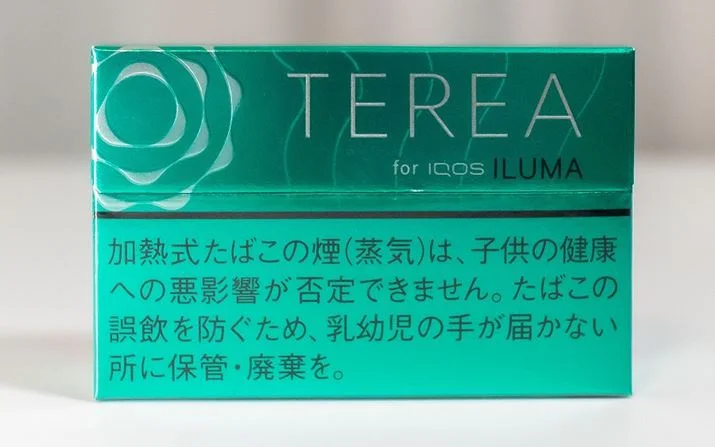 TEREA
for IQOS ILUMA
加熱式たばこの煙(蒸気)は、子供の健康
への悪影響が否定できません。たばこの
誤飲を防ぐため、乳幼児の手が届かない
所に保管・廃棄を。